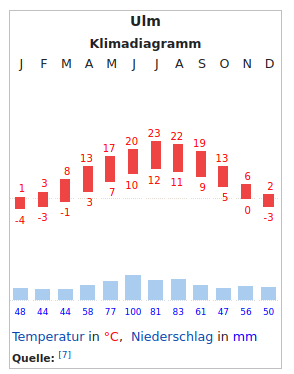 Ulm
Klimadiagramm
J F M A M J J A S O N D
1 3 8 13 17 20 23 22 19 13 6 2
-4 -3 -1 3 7 10 12 11 9 5 0 -3
48 44 44 58 77 100 81 83 61 47 56 50
Temperatur in °C, Niederschlag in mm
Quelle: [7]